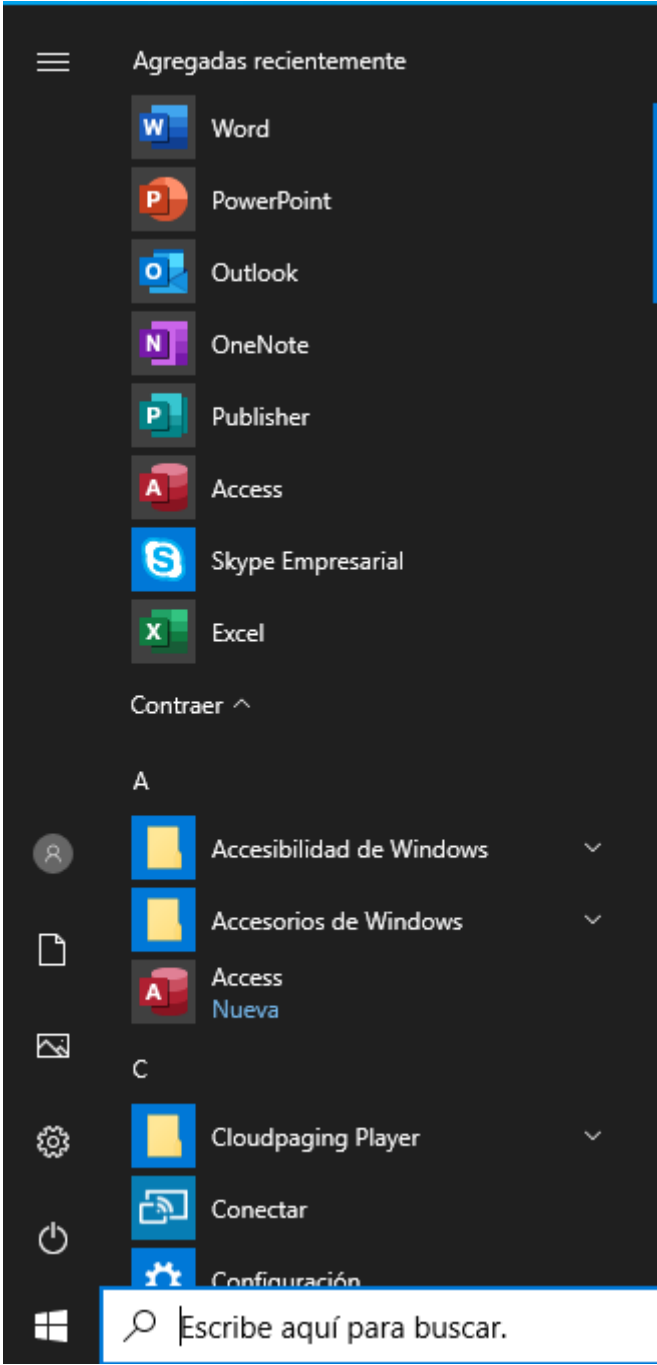 Agregadas recientemente
Word
PowerPoint
Outlook
OneNote
Publisher
Access
Skype Empresarial
Excel
Contraer
A
Accesibilidad de Windows
Accesorios de Windows
Access
Nueva
C
Cloudpaging Player
Conectar
Configuración
Escribe aquí para buscar.